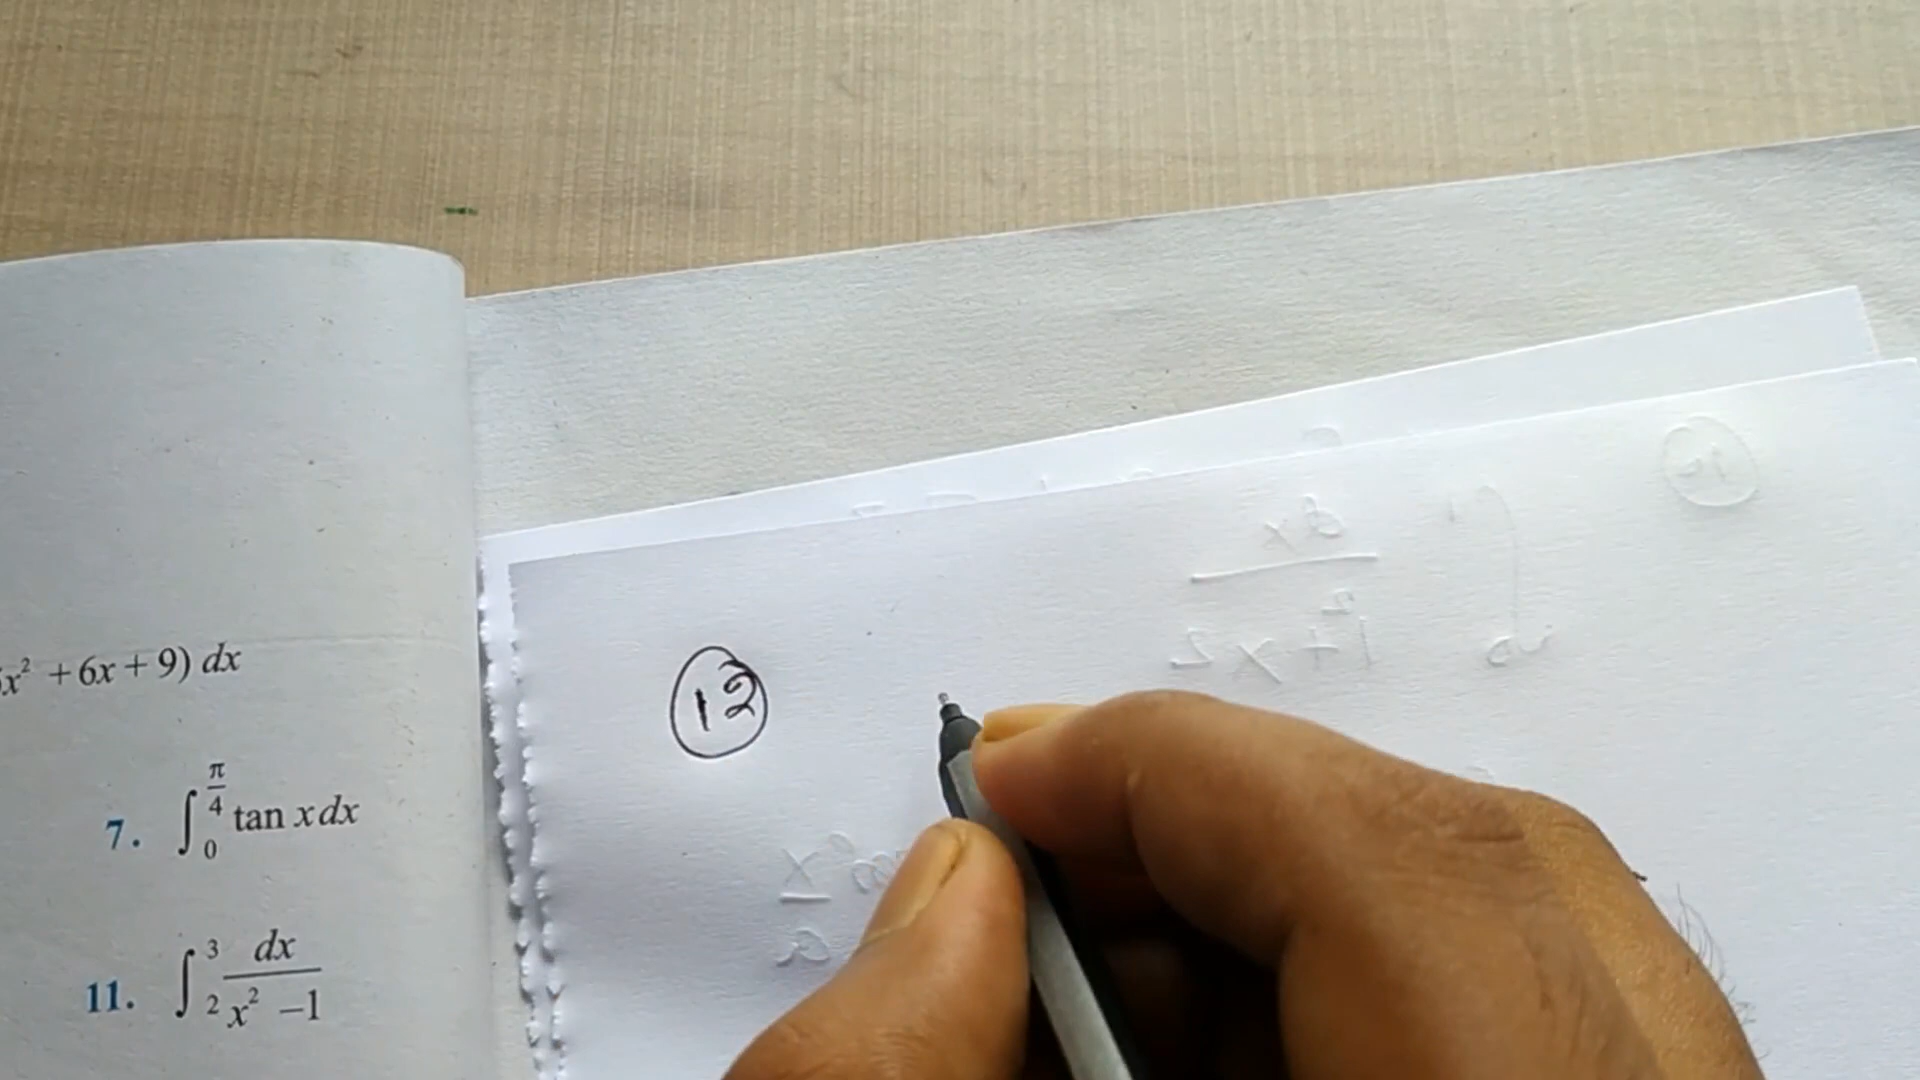 x² + 6x + 9) dx
7. ∫₀^(π/4) tan x dx
11. ∫₂³ dx/(x² − 1)
12